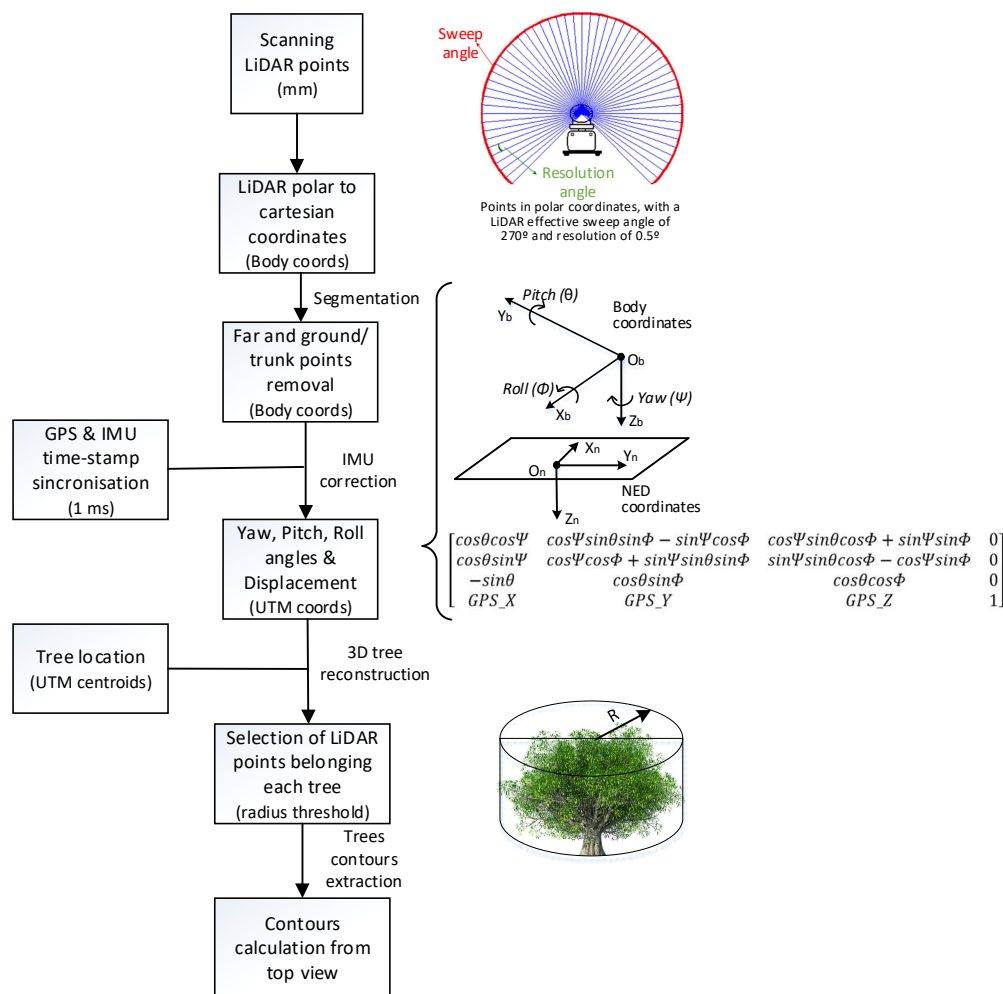 Scanning
LiDAR points
(mm)
Sweep
angle
Resolution
angle
Points in polar coordinates, with a
LiDAR effective sweep angle of
270º and resolution of 0.5º
LiDAR polar to
cartesian
coordinates
(Body coords)
Segmentation
Far and ground/
trunk points
removal
(Body coords)
GPS & IMU
time-stamp
sincronisation
(1 ms)
IMU
correction
Yaw, Pitch, Roll
angles &
Displacement
(UTM coords)
Pitch (θ)
Yb
Body
coordinates
Ob
Roll (Φ)
Xb
Yaw (Ψ)
Zb
Xn
Yn
On
NED
coordinates
Zn
cosθcosΨ cosΨsinθsinΦ − sinΨcosΦ cosΨsinθcosΦ + sinΨsinΦ 0
cosθsinΨ cosΨcosΦ + sinΨsinθsinΦ sinΨsinθcosΦ − cosΨsinΦ 0
−sinθ cosθsinΦ cosθcosΦ 0
GPS_X GPS_Y GPS_Z 1
Tree location
(UTM centroids)
3D tree
reconstruction
Selection of LiDAR
points belonging
each tree
(radius threshold)
R
Trees
contours
extraction
Contours
calculation from
top view